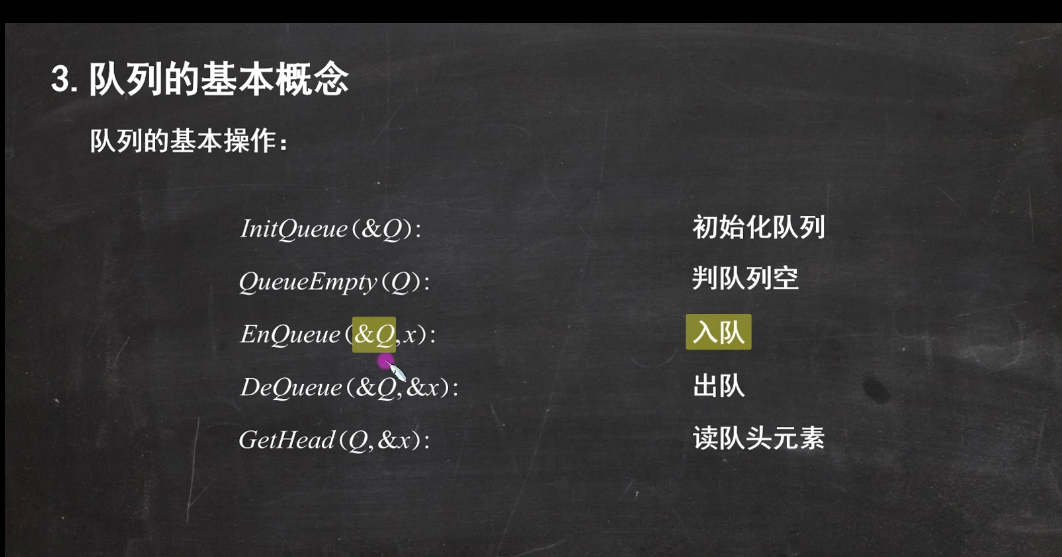 3. 队列的基本概念
队列的基本操作：
InitQueue(&Q): 初始化队列
QueueEmpty(Q): 判队列空
EnQueue(&Q,x): 入队
DeQueue(&Q,&x): 出队
GetHead(Q,&x): 读队头元素